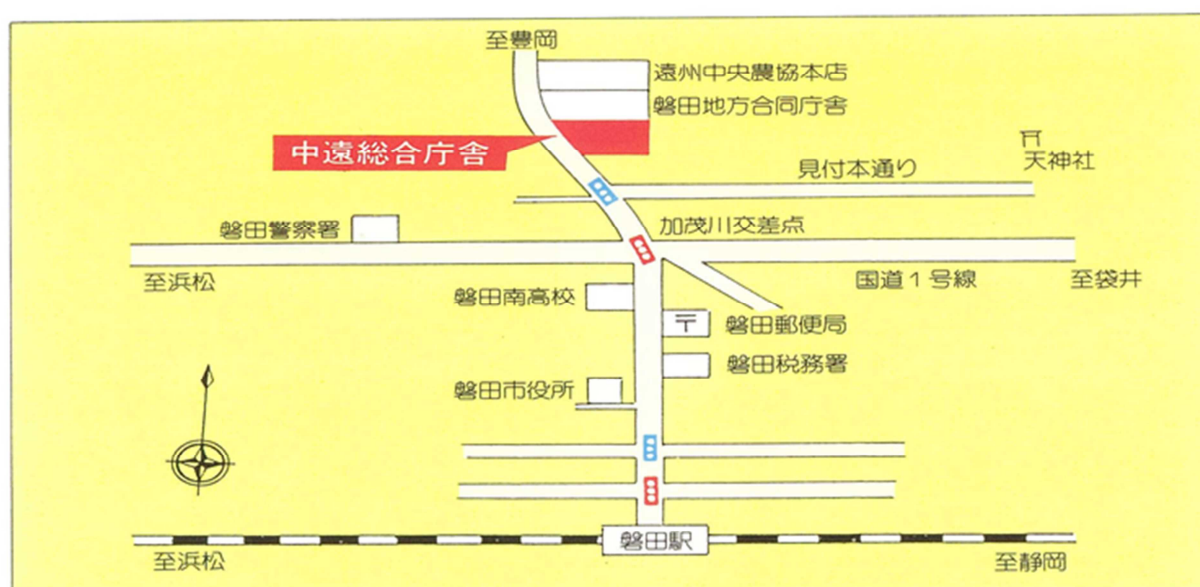 至豊岡
遠州中央農協本店
磐田地方合同庁舎
中遠総合庁舎
天神社
見付本通り
磐田警察署
加茂川交差点
至浜松
国道1号線
至袋井
磐田南高校
〒
磐田郵便局
磐田税務署
磐田市役所
磐田駅
至浜松
至静岡